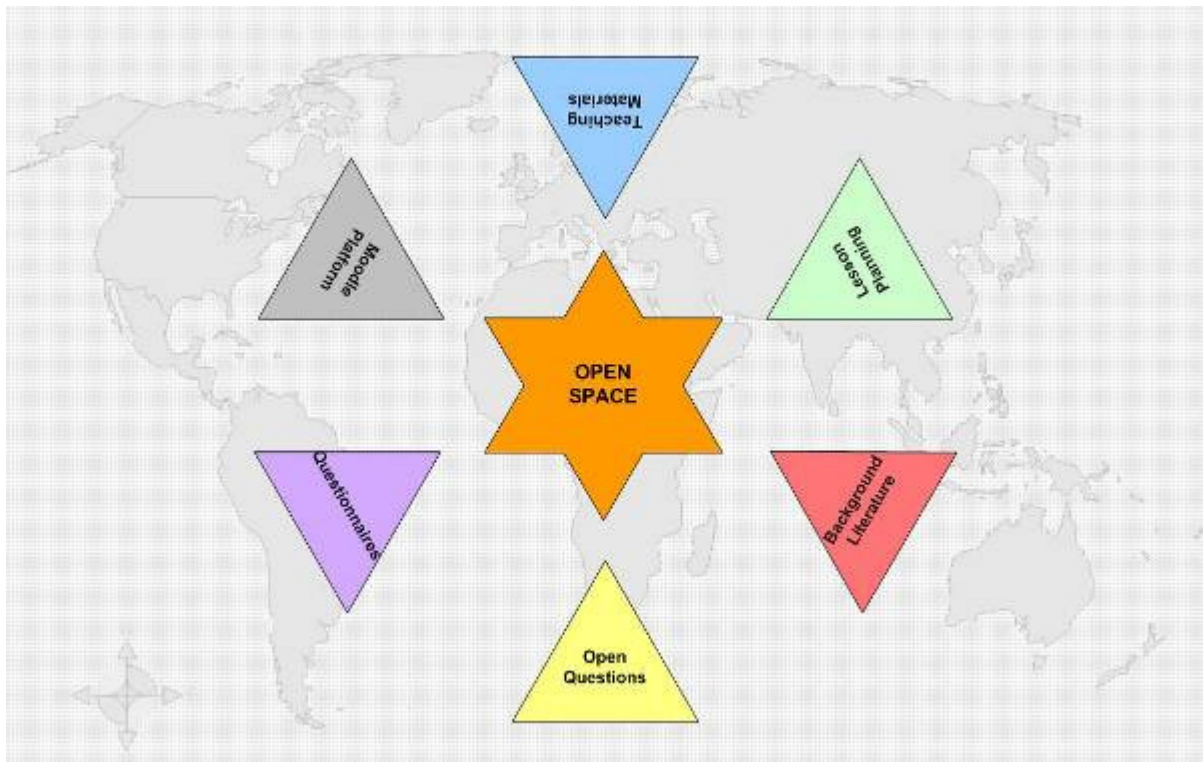 Teaching
Materials
Moodle
Platform
Lesson
Planning
OPEN
SPACE
Questionnaires
Background
Literature
Open
Questions